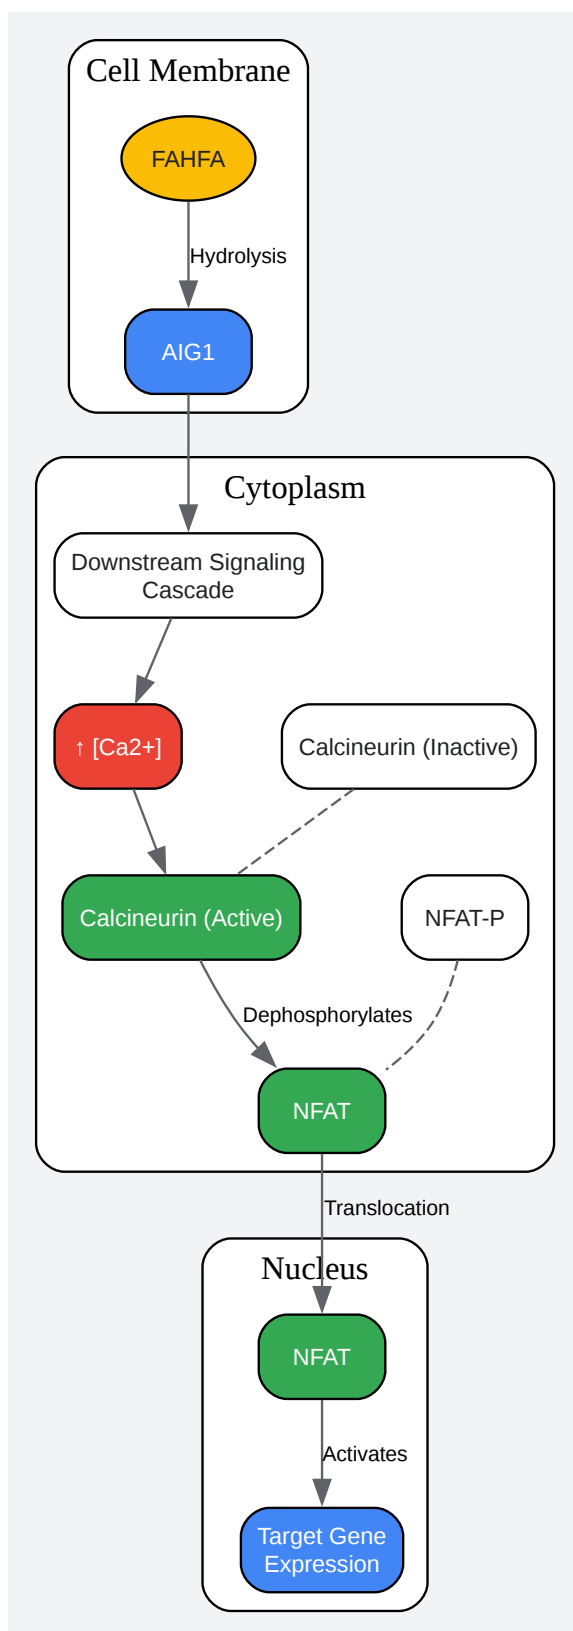 Cell Membrane
FAHFA
Hydrolysis
AIG1
Cytoplasm
Downstream Signaling
Cascade
↑ [Ca2+]
Calcineurin (Inactive)
Calcineurin (Active)
NFAT-P
Dephosphorylates
NFAT
Translocation
Nucleus
NFAT
Activates
Target Gene
Expression